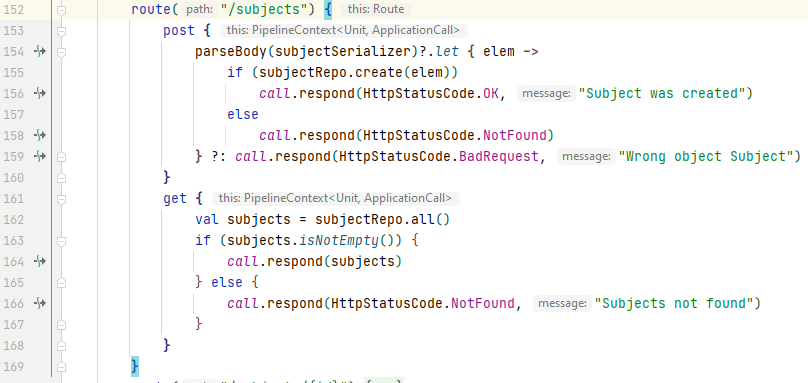 152 route( path: "/subjects") { this: Route
153 post { this: PipelineContext<Unit, ApplicationCall>
154 parseBody(subjectSerializer)?.let { elem ->
155 if (subjectRepo.create(elem))
156 call.respond(HttpStatusCode.OK, message: "Subject was created")
157 else
158 call.respond(HttpStatusCode.NotFound)
159 } ?: call.respond(HttpStatusCode.BadRequest, message: "Wrong object Subject")
160 }
161 get { this: PipelineContext<Unit, ApplicationCall>
162 val subjects = subjectRepo.all()
163 if (subjects.isNotEmpty()) {
164 call.respond(subjects)
165 } else {
166 call.respond(HttpStatusCode.NotFound, message: "Subjects not found")
167 }
168 }
169 }